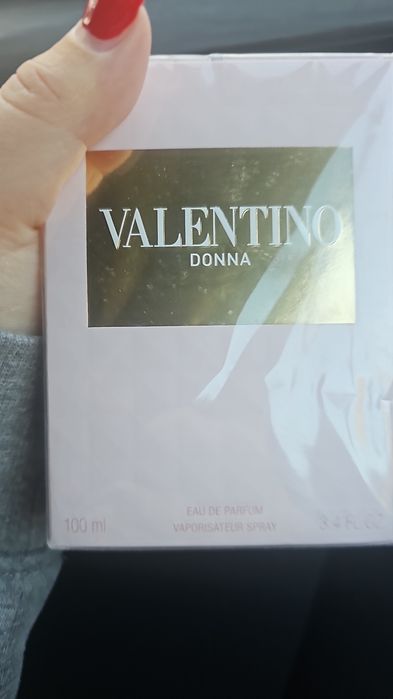 VALENTINO
DONNA
EAU DE PARFUM
100 ml VAPORISATEUR SPRAY 3.4 FL.OZ